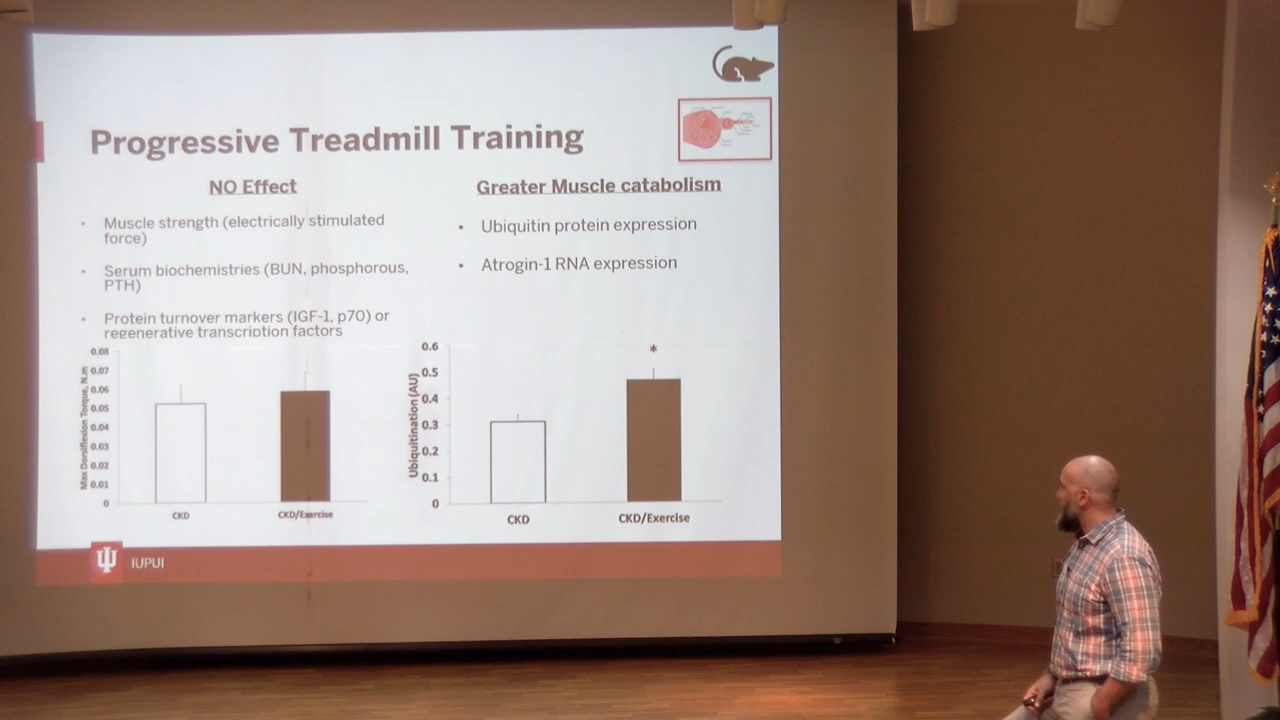 Progressive Treadmill Training
NO Effect
• Muscle strength (electrically stimulated
force)
• Serum biochemistries (BUN, phosphorous,
PTH)
• Protein turnover markers (IGF-1, p70) or
regenerative transcription factors
Greater Muscle catabolism
• Ubiquitin protein expression
• Atrogin-1 RNA expression
Max Dorsiflexion Torque, N.m
0.08
0.07
0.06
0.05
0.04
0.03
0.02
0.01
0
CKD
CKD/Exercise
Ubiquitination (AU)
0.6
0.5
0.4
0.3
0.2
0.1
0
*
CKD
CKD/Exercise
IUPUI